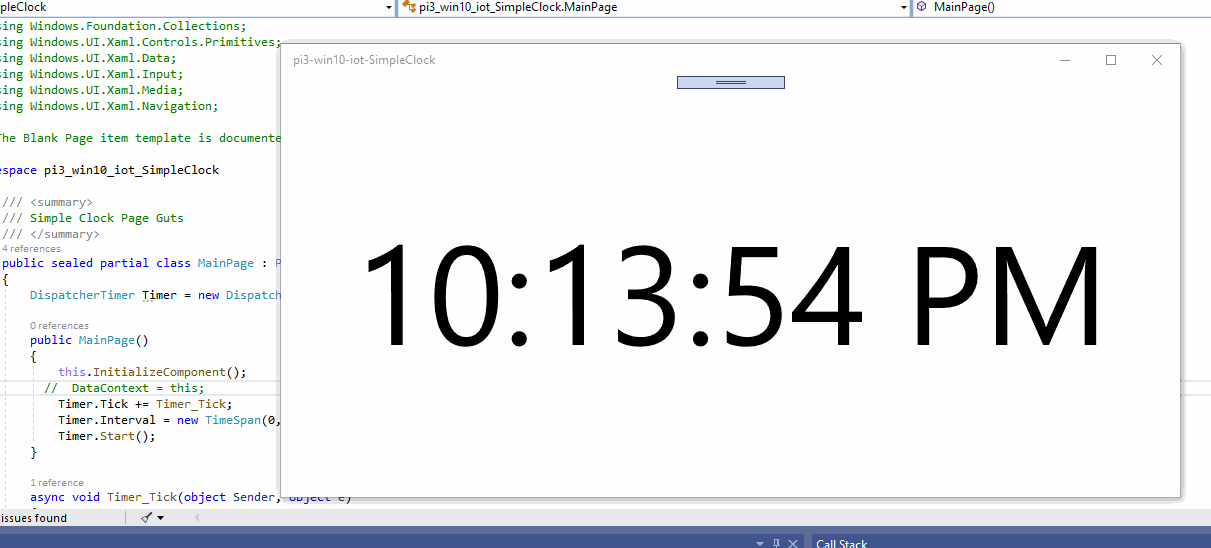 pleClock
pi3_win10_iot_SimpleClock.MainPage
MainPage()
sing Windows.Foundation.Collections;
sing Windows.UI.Xaml.Controls.Primitives;
sing Windows.UI.Xaml.Data;
sing Windows.UI.Xaml.Input;
sing Windows.UI.Xaml.Media;
sing Windows.UI.Xaml.Navigation;
The Blank Page item template is documente
espace pi3_win10_iot_SimpleClock
/// <summary>
/// Simple Clock Page Guts
/// </summary>
4 references
public sealed partial class MainPage : P
{
DispatcherTimer Timer = new Dispatch
0 references
public MainPage()
{
this.InitializeComponent();
// DataContext = this;
Timer.Tick += Timer_Tick;
Timer.Interval = new TimeSpan(0,
Timer.Start();
}
1 reference
async void Timer_Tick(object Sender, object e)
issues found
pi3-win10-iot-SimpleClock
10:13:54 PM
Call Stack